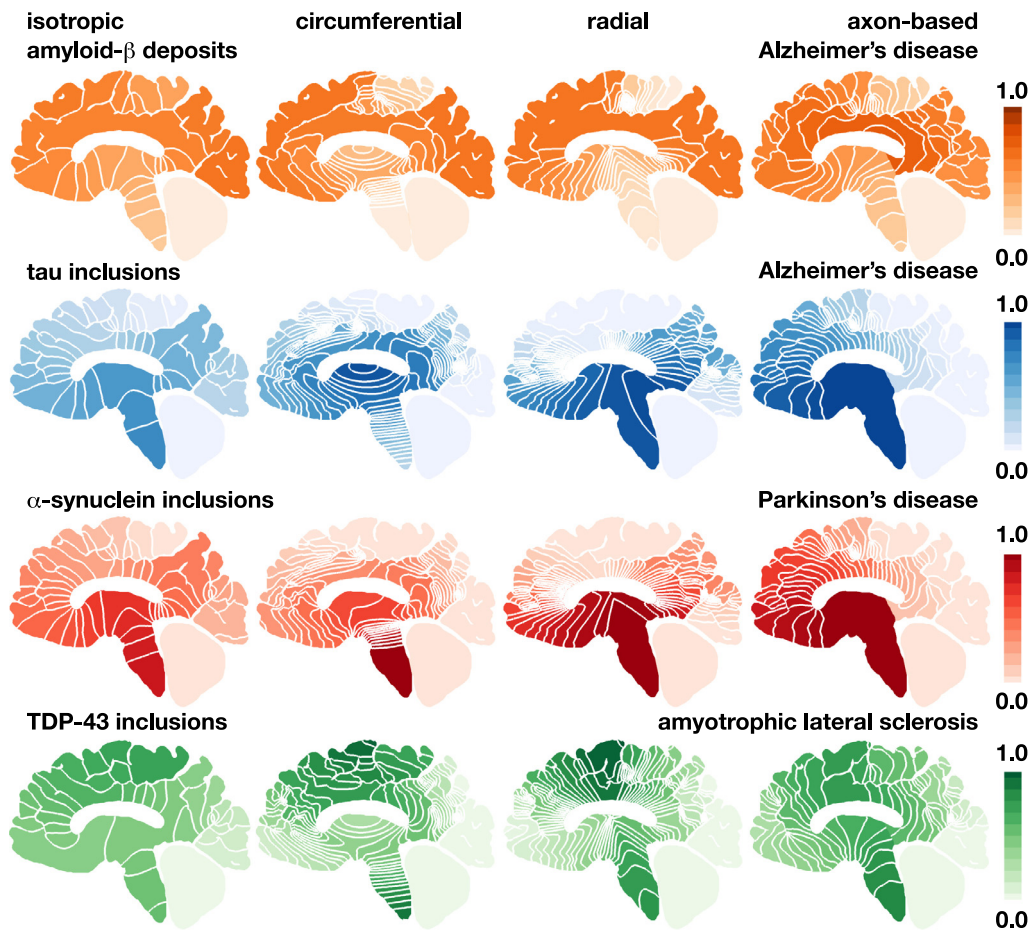 isotropic circumferential radial axon-based
amyloid-β deposits Alzheimer's disease
1.0
0.0
tau inclusions Alzheimer's disease
1.0
0.0
α-synuclein inclusions Parkinson's disease
1.0
0.0
TDP-43 inclusions amyotrophic lateral sclerosis
1.0
0.0